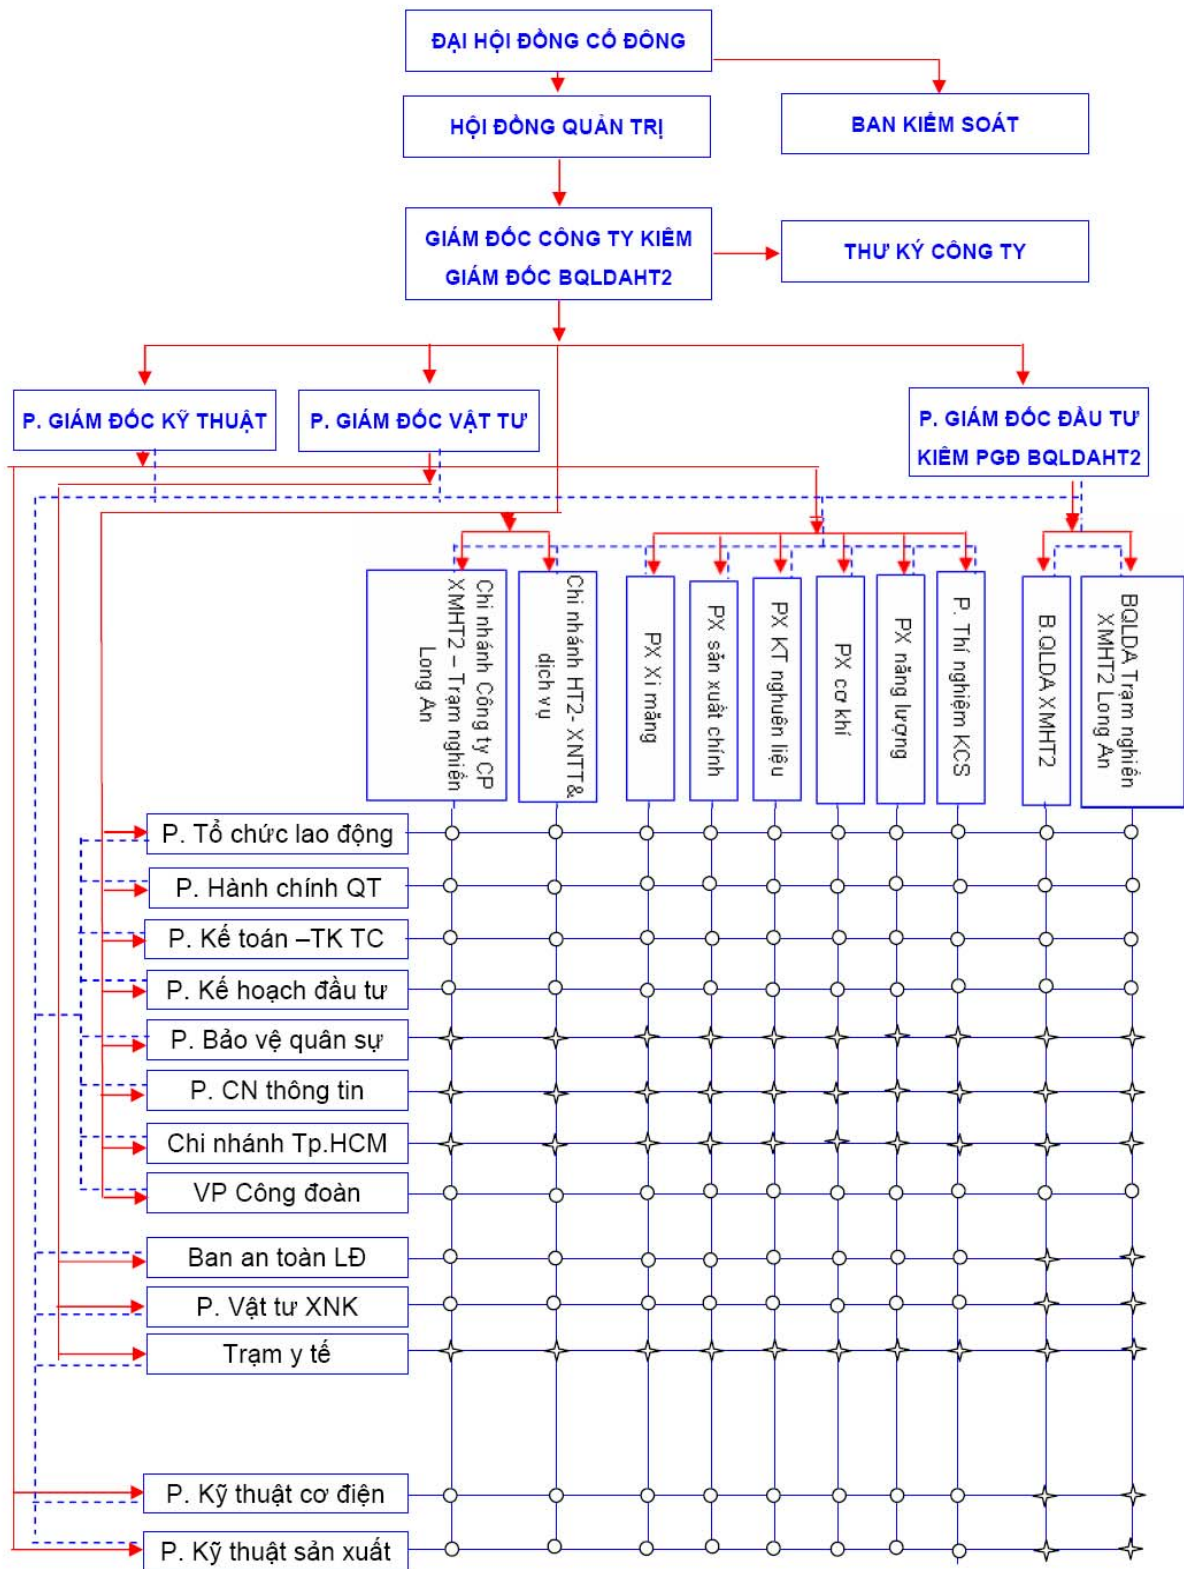 ĐẠI HỘI ĐỒNG CỔ ĐÔNG
HỘI ĐỒNG QUẢN TRỊ
BAN KIỂM SOÁT
GIÁM ĐỐC CÔNG TY KIÊM
GIÁM ĐỐC BQLDAHT2
THƯ KÝ CÔNG TY
P. GIÁM ĐỐC KỸ THUẬT
P. GIÁM ĐỐC VẬT TƯ
P. GIÁM ĐỐC ĐẦU TƯ
KIÊM PGĐ BQLDAHT2
Chi nhánh Công ty CP
XMHT2 – Trạm nghiền
Long An
Chi nhánh HT2- XNTT&
dịch vụ
PX Xi măng
PX sản xuất chính
PX KT nghuên liệu
PX cơ khí
PX năng lượng
P. Thí nghiệm KCS
B.QLDA XMHT2
BQLDA Trạm nghiền
XMHT2 Long An
P. Tổ chức lao động
P. Hành chính QT
P. Kế toán –TK TC
P. Kế hoạch đầu tư
P. Bảo vệ quân sự
P. CN thông tin
Chi nhánh Tp.HCM
VP Công đoàn
Ban an toàn LĐ
P. Vật tư XNK
Trạm y tế
P. Kỹ thuật cơ điện
P. Kỹ thuật sản xuất